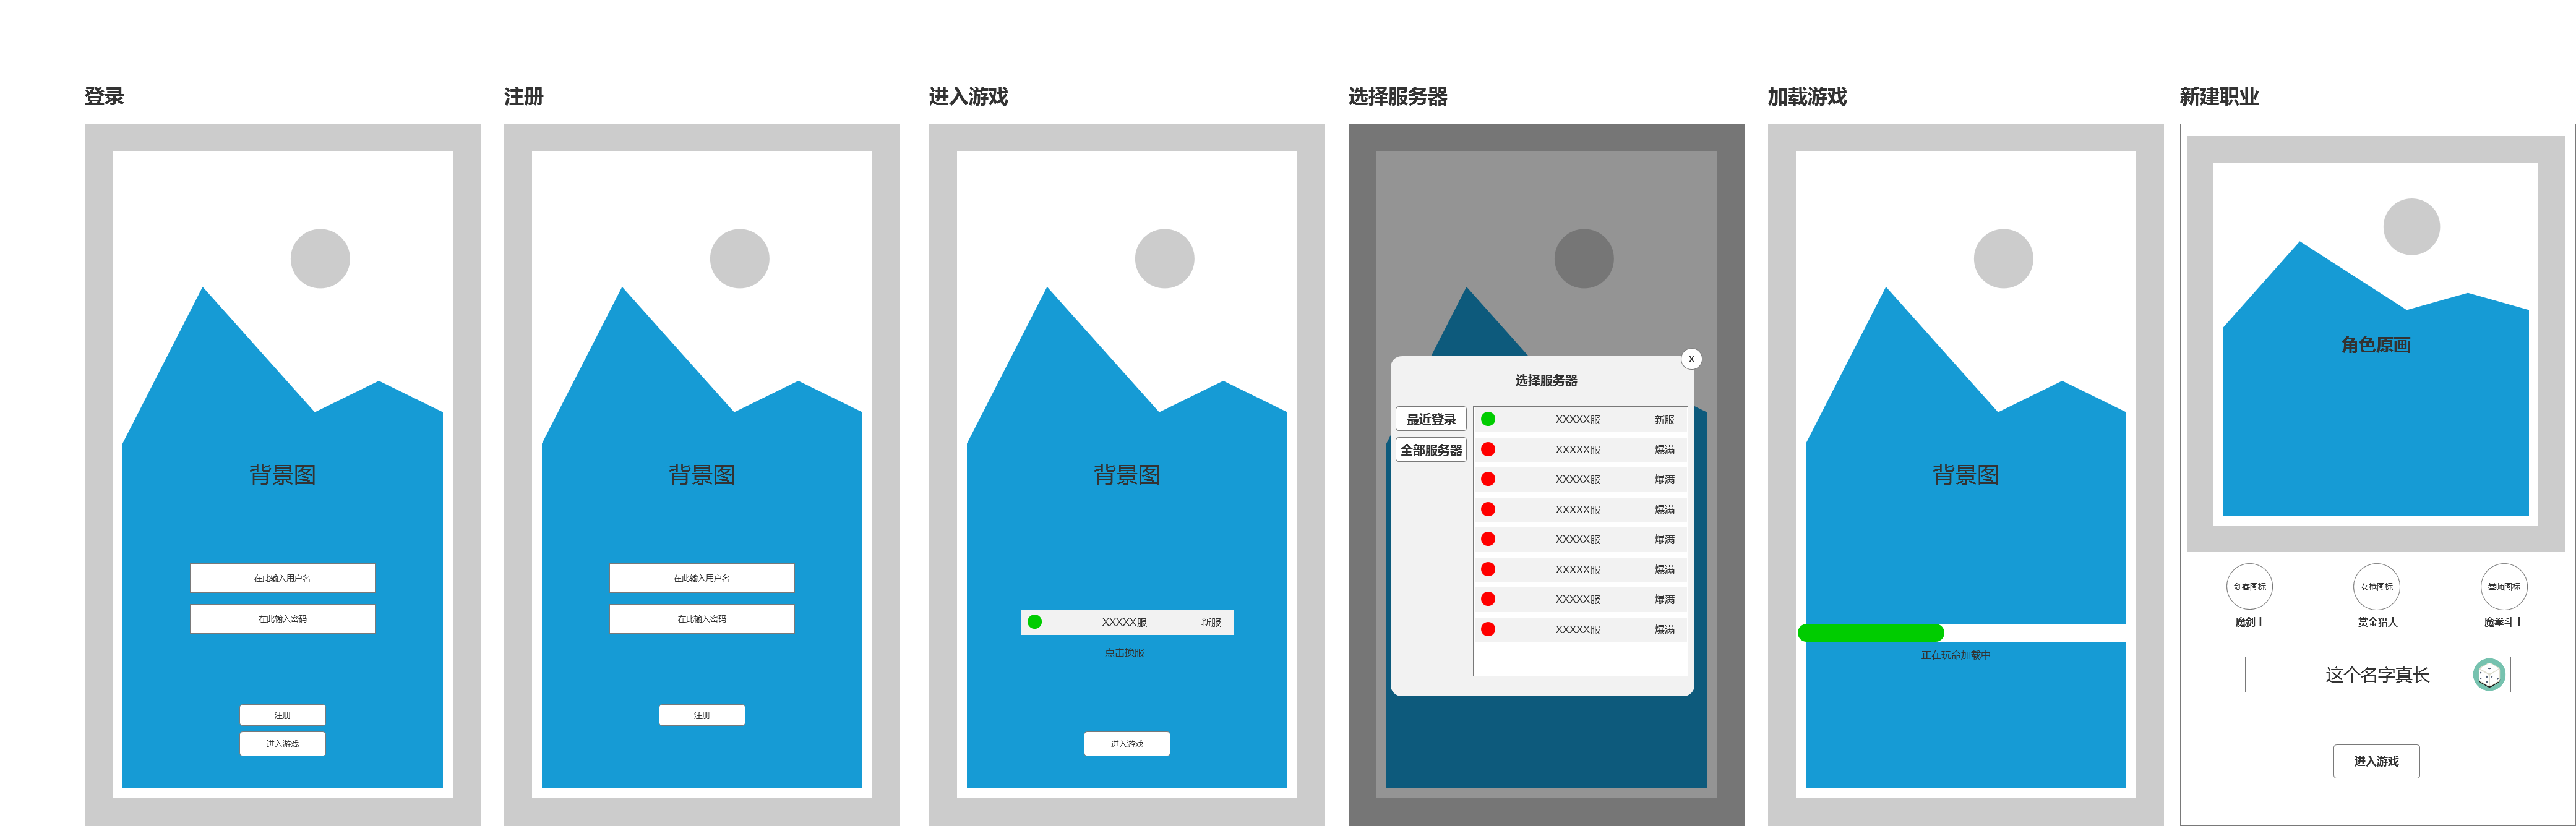 登录
背景图
在此输入用户名
在此输入密码
注册
进入游戏
注册
背景图
在此输入用户名
在此输入密码
注册
进入游戏
背景图
XXXXX服 新服
点击换服
进入游戏
选择服务器
X
选择服务器
最近登录
全部服务器
XXXXX服 新服
XXXXX服 爆满
XXXXX服 爆满
XXXXX服 爆满
XXXXX服 爆满
XXXXX服 爆满
XXXXX服 爆满
XXXXX服 爆满
加载游戏
背景图
正在玩命加载中........
新建职业
角色原画
剑客图标 女枪图标 拳师图标
魔剑士 赏金猎人 魔拳斗士
这个名字真长
进入游戏